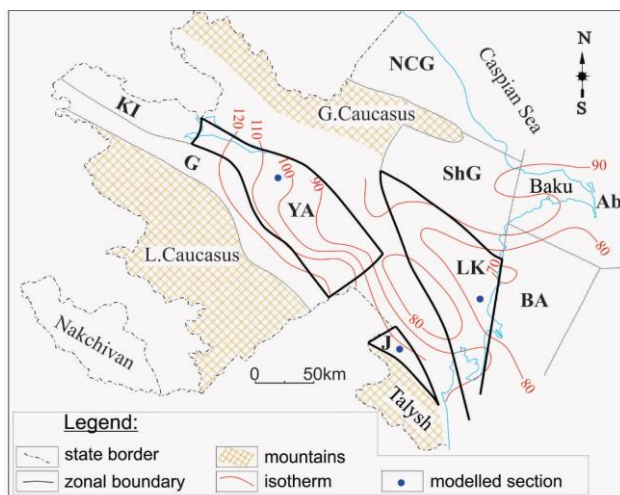 N
S
NCG
Caspian Sea
KI
G.Caucasus
120
110
G
100
90
YA
ShG
90
Baku
Ab
80
L.Caucasus
LK
70
BA
80
J
80
Nakchivan
0 50km
Talysh
Legend:
state border
mountains
zonal boundary
isotherm
modelled section